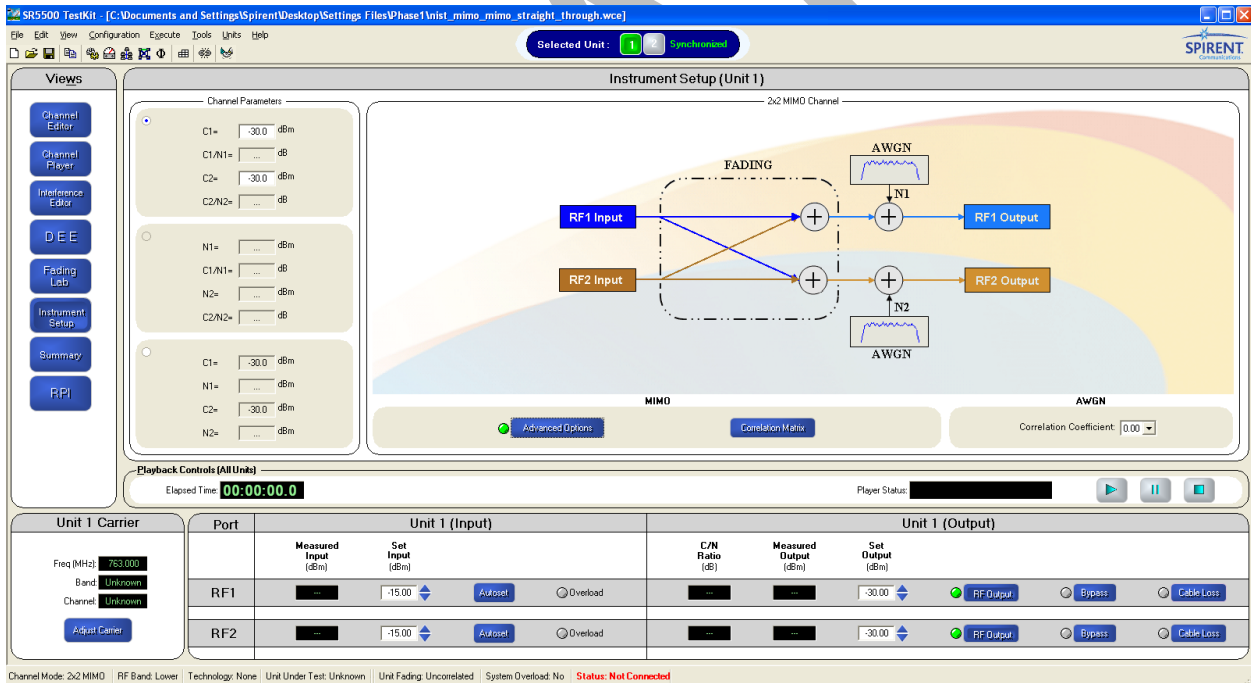 SR5500 TestKit - [C:\Documents and Settings\Spirent\Desktop\Settings Files\Phase1\nist_mimo_mimo_straight_through.wce]
File Edit View Configuration Execute Tools Units Help
Selected Unit: 1 2 Synchronized
SPIRENT
Communications
Views
Channel Editor
Channel Player
Interference Editor
DEE
Fading Lab
Instrument Setup
Summary
RPI
Instrument Setup (Unit 1)
Channel Parameters
C1= -30.0 dBm
C1/N1= ... dB
C2= -30.0 dBm
C2/N2= ... dB
N1= ... dBm
C1/N1= ... dB
N2= ... dBm
C2/N2= ... dB
C1= -30.0 dBm
N1= ... dBm
C2= -30.0 dBm
N2= ... dBm
2x2 MIMO Channel
FADING
AWGN
N1
RF1 Input
+
+
RF1 Output
RF2 Input
+
+
RF2 Output
N2
AWGN
MIMO
Advanced Options
Correlation Matrix
AWGN
Correlation Coefficient: 0.00
Playback Controls (All Units)
Elapsed Time: 00:00:00.0
Player Status:
Unit 1 Carrier
Freq (MHz): 763.000
Band: Unknown
Channel: Unknown
Adjust Carrier
Port
Unit 1 (Input)
Unit 1 (Output)
Measured Input (dBm)
Set Input (dBm)
C/N Ratio (dB)
Measured Output (dBm)
Set Output (dBm)
RF1 --- -15.00 Autoset Overload --- --- -30.00 RF Output Bypass Cable Loss
RF2 --- -15.00 Autoset Overload --- --- -30.00 RF Output Bypass Cable Loss
Channel Mode: 2x2 MIMO RF Band: Lower Technology: None Unit Under Test: Unknown Unit Fading: Uncorrelated System Overload: No Status: Not Connected